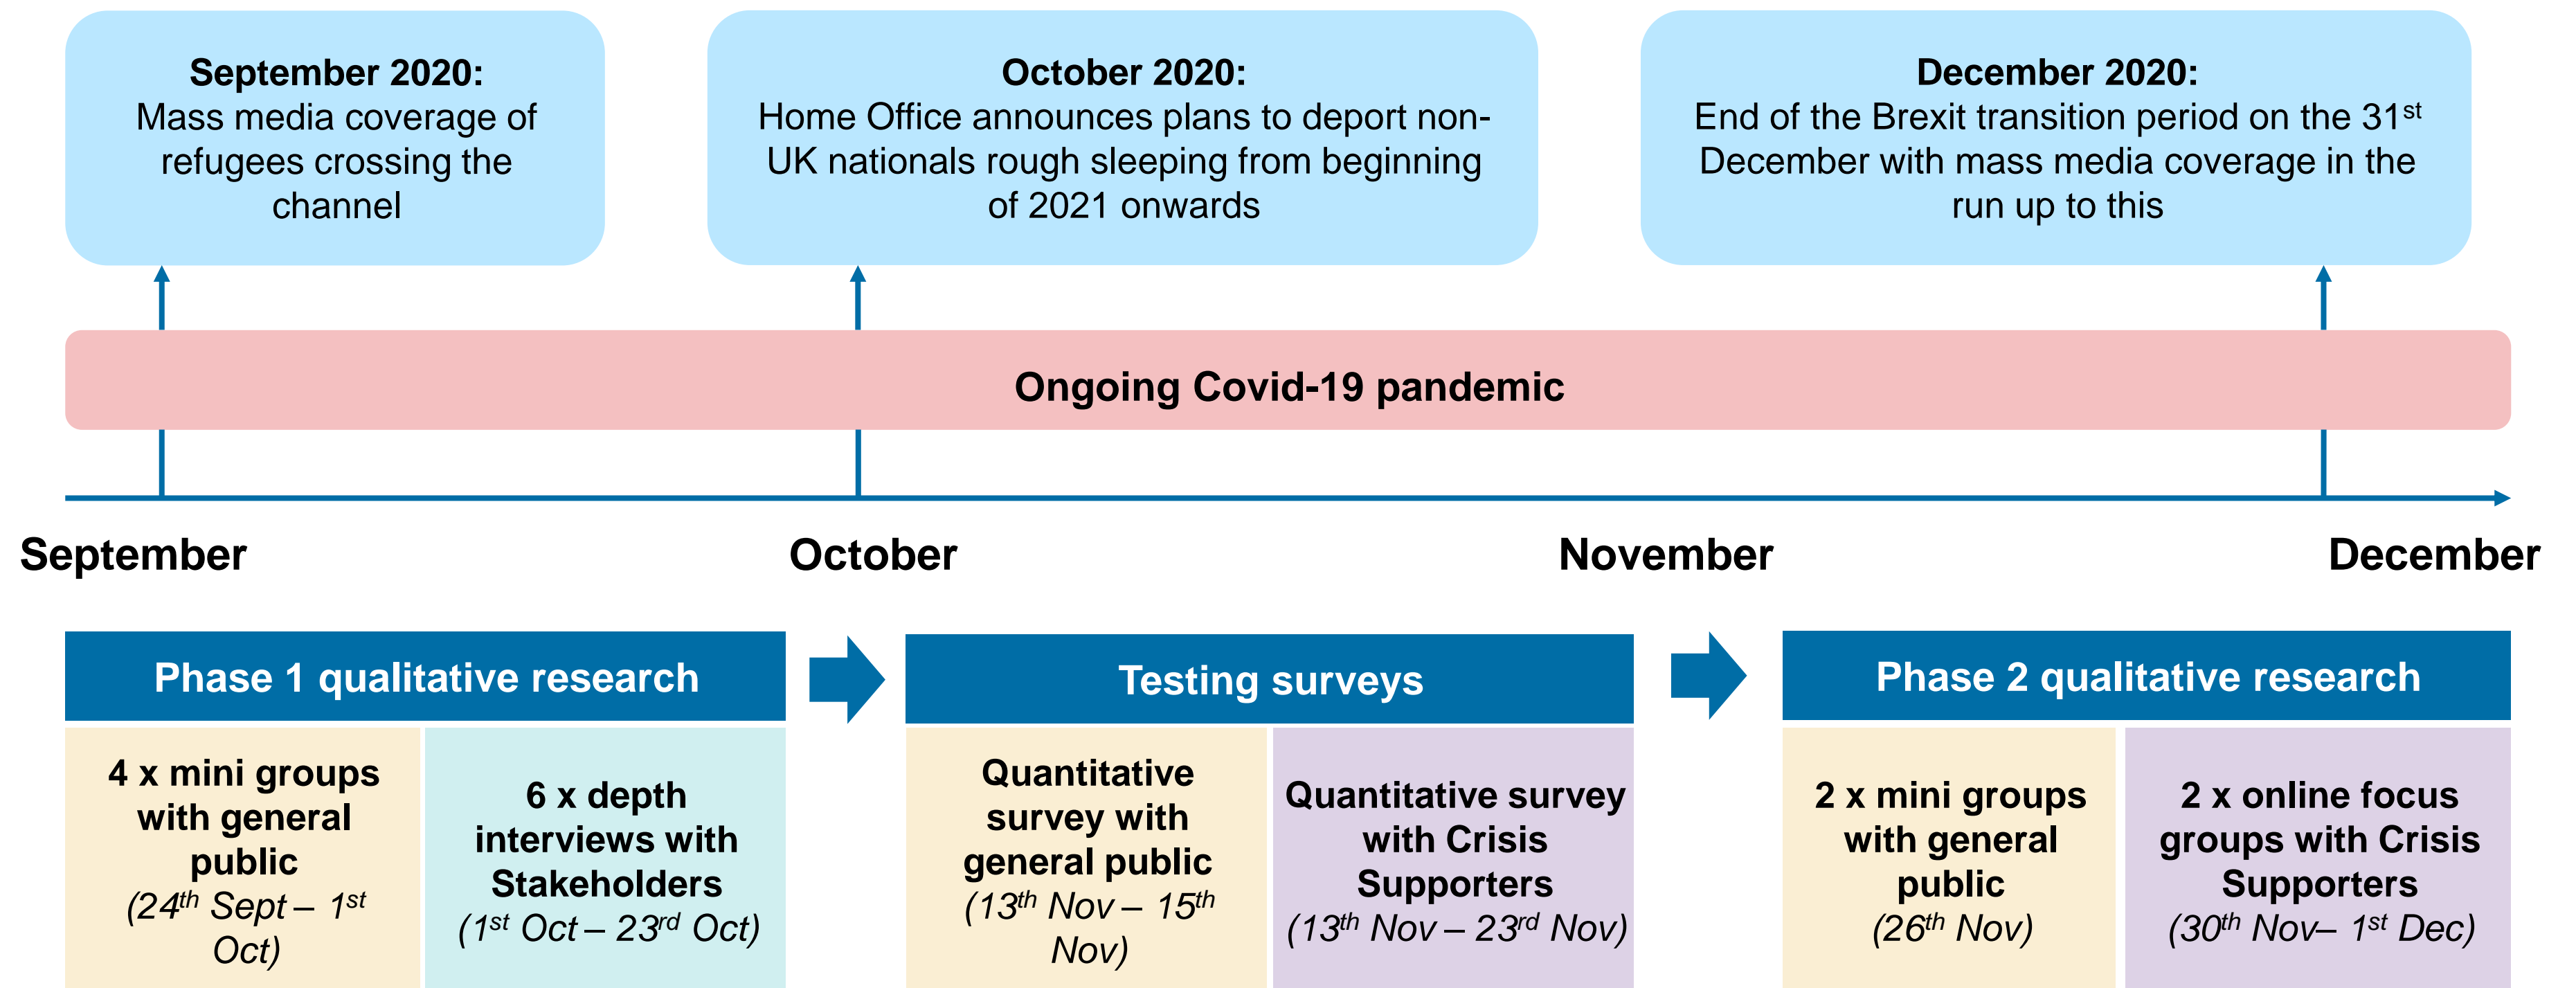 September 2020:
Mass media coverage of
refugees crossing the
channel
October 2020:
Home Office announces plans to deport non-
UK nationals rough sleeping from beginning
of 2021 onwards
December 2020:
End of the Brexit transition period on the 31st
December with mass media coverage in the
run up to this
Ongoing Covid-19 pandemic
September
October
November
December
Phase 1 qualitative research
4 x mini groups
with general
public
(24th Sept – 1st
Oct)
6 x depth
interviews with
Stakeholders
(1st Oct – 23rd Oct)
Testing surveys
Quantitative
survey with
general public
(13th Nov – 15th
Nov)
Quantitative survey
with Crisis
Supporters
(13th Nov – 23rd Nov)
Phase 2 qualitative research
2 x mini groups
with general
public
(26th Nov)
2 x online focus
groups with Crisis
Supporters
(30th Nov– 1st Dec)